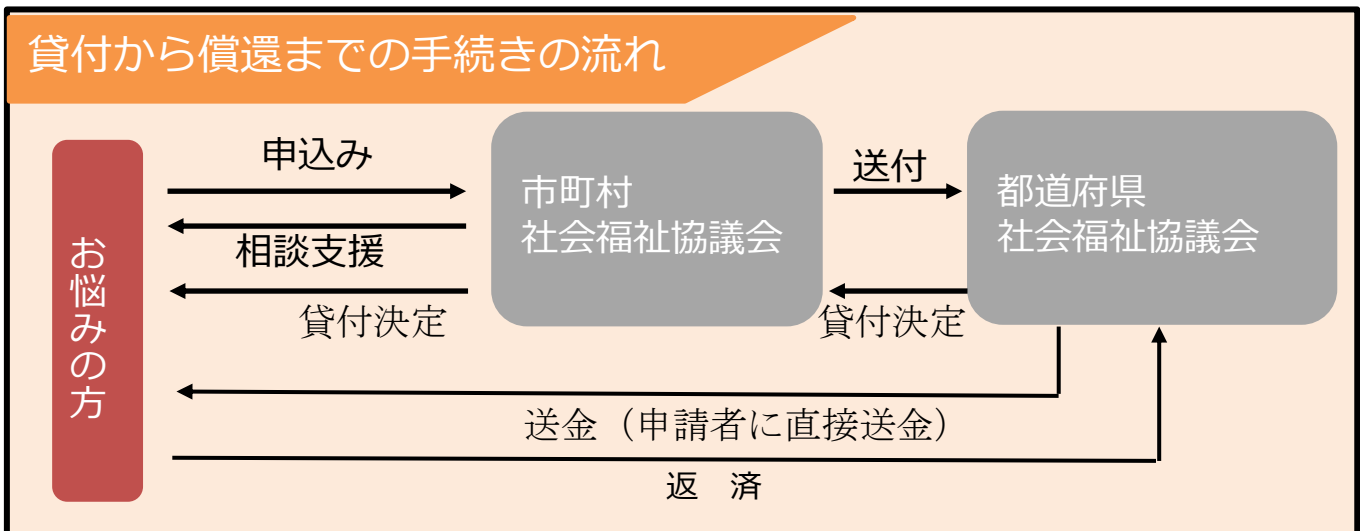 貸付から償還までの手続きの流れ
お悩みの方
申込み
相談支援
貸付決定
市町村
社会福祉協議会
送付
貸付決定
都道府県
社会福祉協議会
送金（申請者に直接送金）
返　済